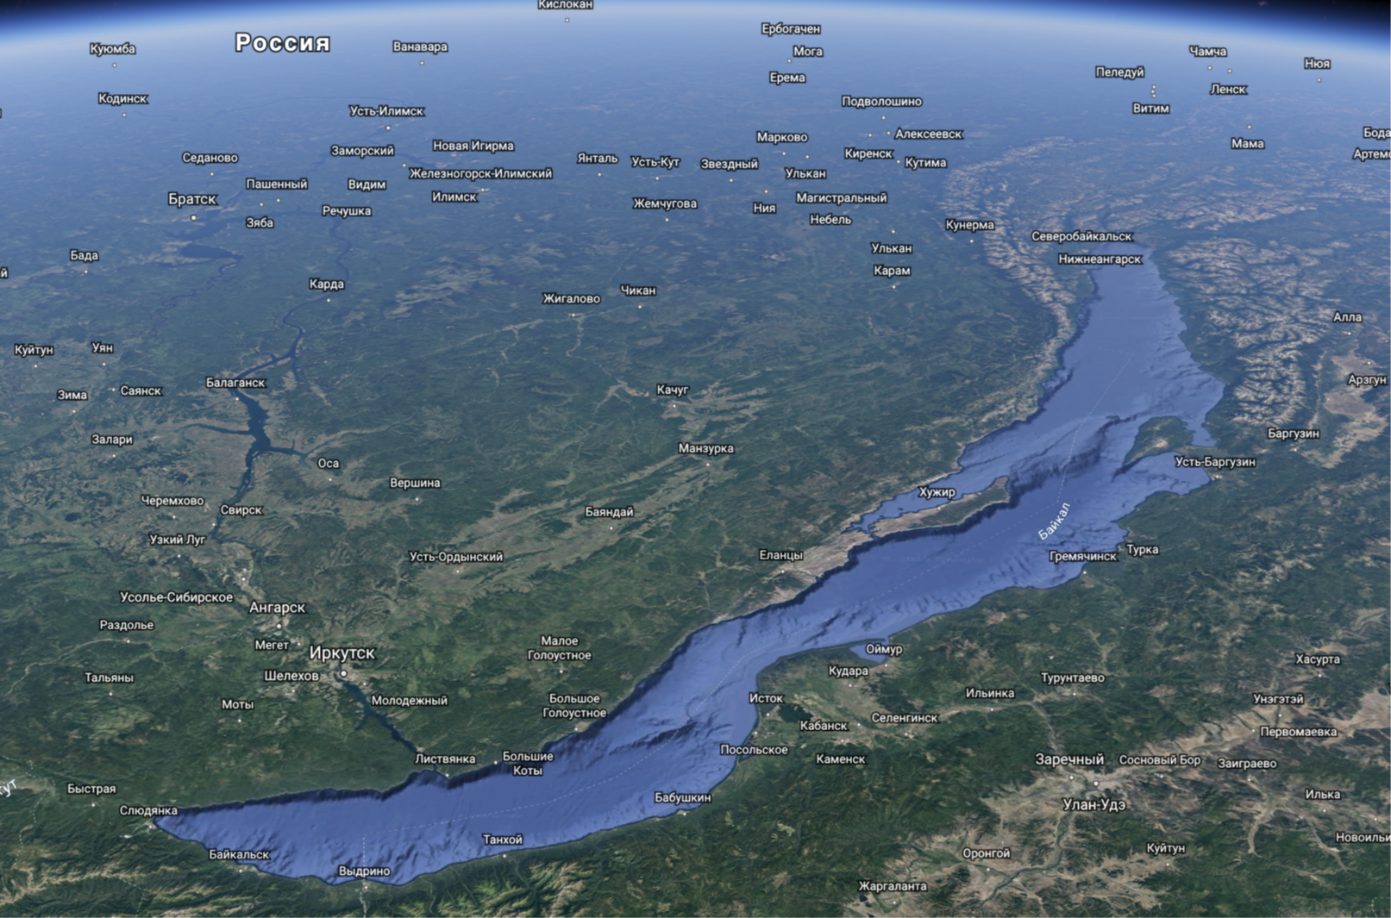 Кислокан
Ербогачен
Россия
Куюмба
Ванавара
Мога
Чамча
Нюя
Пеледуй
Ерема
Ленск
Кодинск
Подволошино
Витим
Усть-Илимск
Бода
Алексеевск
Марково
Мама
Новая Игирма
Заморский
Киренск
Артемо
Седаново
Янталь
Усть-Кут
Звездный
Кутима
Железногорск-Илимский
Улькан
Пашенный
Видим
Илимск
Магистральный
Братск
Жемчугова
Ния
Речушка
Небель
Зяба
Кунерма
Северобайкальск
Улькан
Бада
Нижнеангарск
й
Карам
Карда
Чикан
Жигалово
Алла
Куйтун
Уян
Арзгун
Балаганск
Саянск
Качуг
Зима
Баргузин
Залари
Манзурка
Оса
Усть-Баргузин
Вершина
Хужир
Черемхово
Свирск
Баяндай
Байкал
Узкий Луг
Турка
Усть-Ордынский
Еланцы
Гремячинск
Усолье-Сибирское
Ангарск
Раздолье
Мегет
Малое
Голоустное
Иркутск
Оймур
Хасурта
Кудара
Шелехов
Тальяны
Турунтаево
Ильинка
Молодежный
Большое
Голоустное
Исток
Унэгэтэй
Моты
Селенгинск
Кабанск
Первомаевка
Посольское
Листвянка
Большие
Коты
Каменск
Заречный
Сосновый Бор
Заиграево
ут
Быстрая
Бабушкин
Илька
Улан-Удэ
Слюдянка
Новоильи
Танхой
Куйтун
Байкальск
Оронгой
Выдрино
Жаргаланта